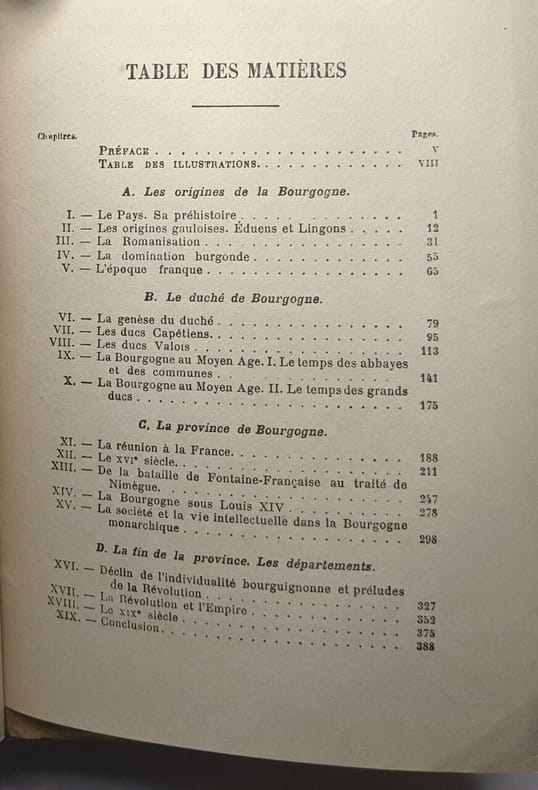 TABLE DES MATIÈRES
Chapitres. Pages.
PRÉFACE . . . . . . . . . . . . . . . . . . . . V
TABLE DES ILLUSTRATIONS. . . . . . . . . . . . VIII
A. Les origines de la Bourgogne.
I. — Le Pays. Sa préhistoire . . . . . . . . . . . . 1
II. — Les origines gauloises. Éduens et Lingons . . . . . 12
III. — La Romanisation . . . . . . . . . . . . . . . . 31
IV. — La domination burgonde . . . . . . . . . . . . 55
V. — L'époque franque . . . . . . . . . . . . . . . . 65
B. Le duché de Bourgogne.
VI. — La genèse du duché . . . . . . . . . . . . . . . 79
VII. — Les ducs Capétiens. . . . . . . . . . . . . . . . 95
VIII. — Les ducs Valois . . . . . . . . . . . . . . . . . 113
IX. — La Bourgogne au Moyen Age. I. Le temps des abbayes
et des communes . . . . . . . . . . . . . . . 141
X. — La Bourgogne au Moyen Age. II. Le temps des grands
ducs . . . . . . . . . . . . . . . . . . . . . 175
C. La province de Bourgogne.
XI. — La réunion à la France. . . . . . . . . . . . . . 188
XII. — Le XVIe siècle. . . . . . . . . . . . . . . . . . 211
XIII. — De la bataille de Fontaine-Française au traité de
Nimègue. . . . . . . . . . . . . . . . . . . . 247
XIV. — La Bourgogne sous Louis XIV . . . . . . . . . . 278
XV. — La société et la vie intellectuelle dans la Bourgogne
monarchique . . . . . . . . . . . . . . . . . 298
D. La fin de la province. Les départements.
XVI. — Déclin de l'individualité bourguignonne et préludes
de la Révolution . . . . . . . . . . . . . . . 327
XVII. — La Révolution et l'Empire . . . . . . . . . . . . 352
XVIII. — Le XIXe siècle . . . . . . . . . . . . . . . . . 375
XIX. — Conclusion. . . . . . . . . . . . . . . . . . . 388